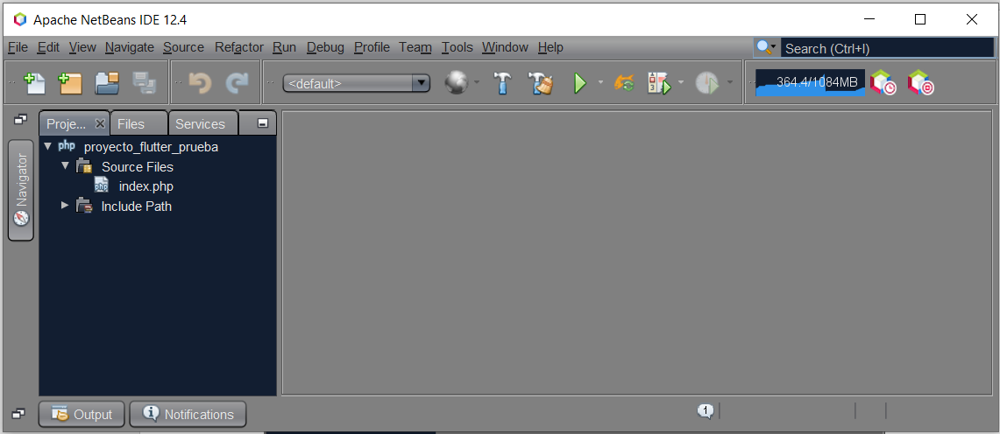 Apache NetBeans IDE 12.4
File Edit View Navigate Source Refactor Run Debug Profile Team Tools Window Help
Search (Ctrl+I)
<default>
364.4/1084MB
Proje... Files Services
Navigator
php proyecto_flutter_prueba
Source Files
php index.php
Include Path
Output Notifications
1